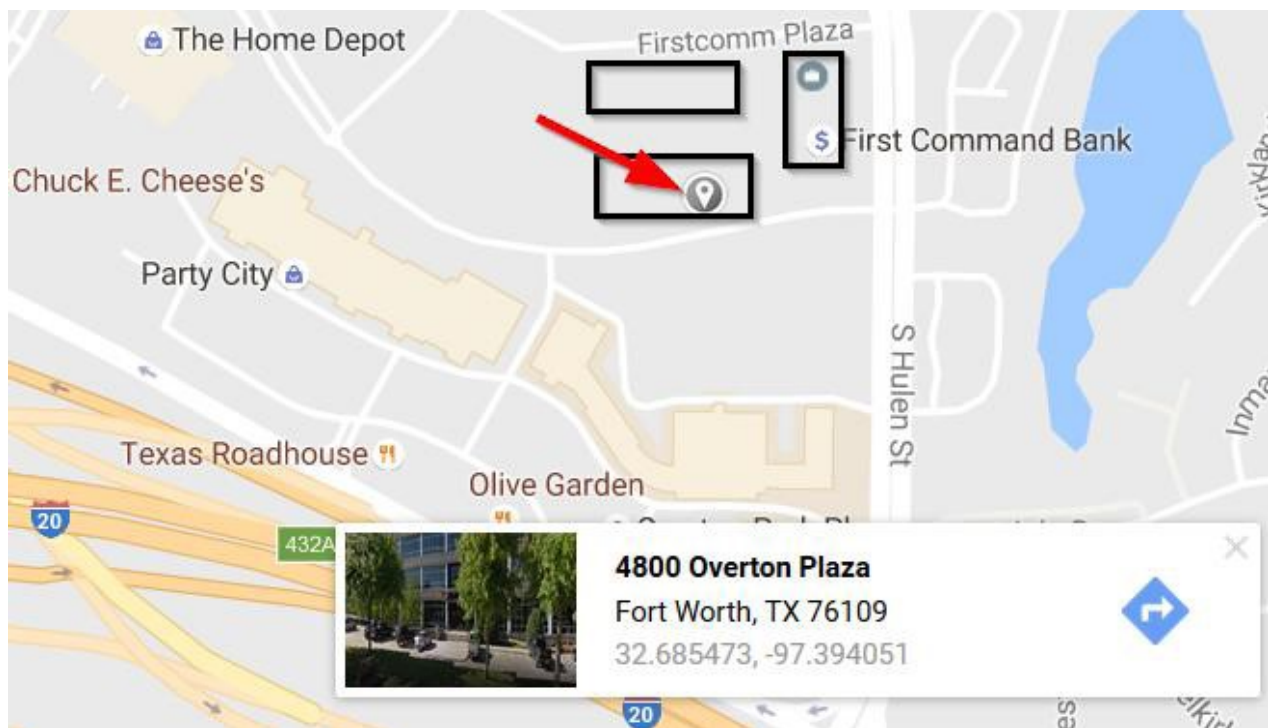 The Home Depot
Firstcomm Plaza
$ First Command Bank
Chuck E. Cheese's
Party City
S Hulen St
Texas Roadhouse
Olive Garden
20
432A
4800 Overton Plaza
Fort Worth, TX 76109
32.685473, -97.394051
20